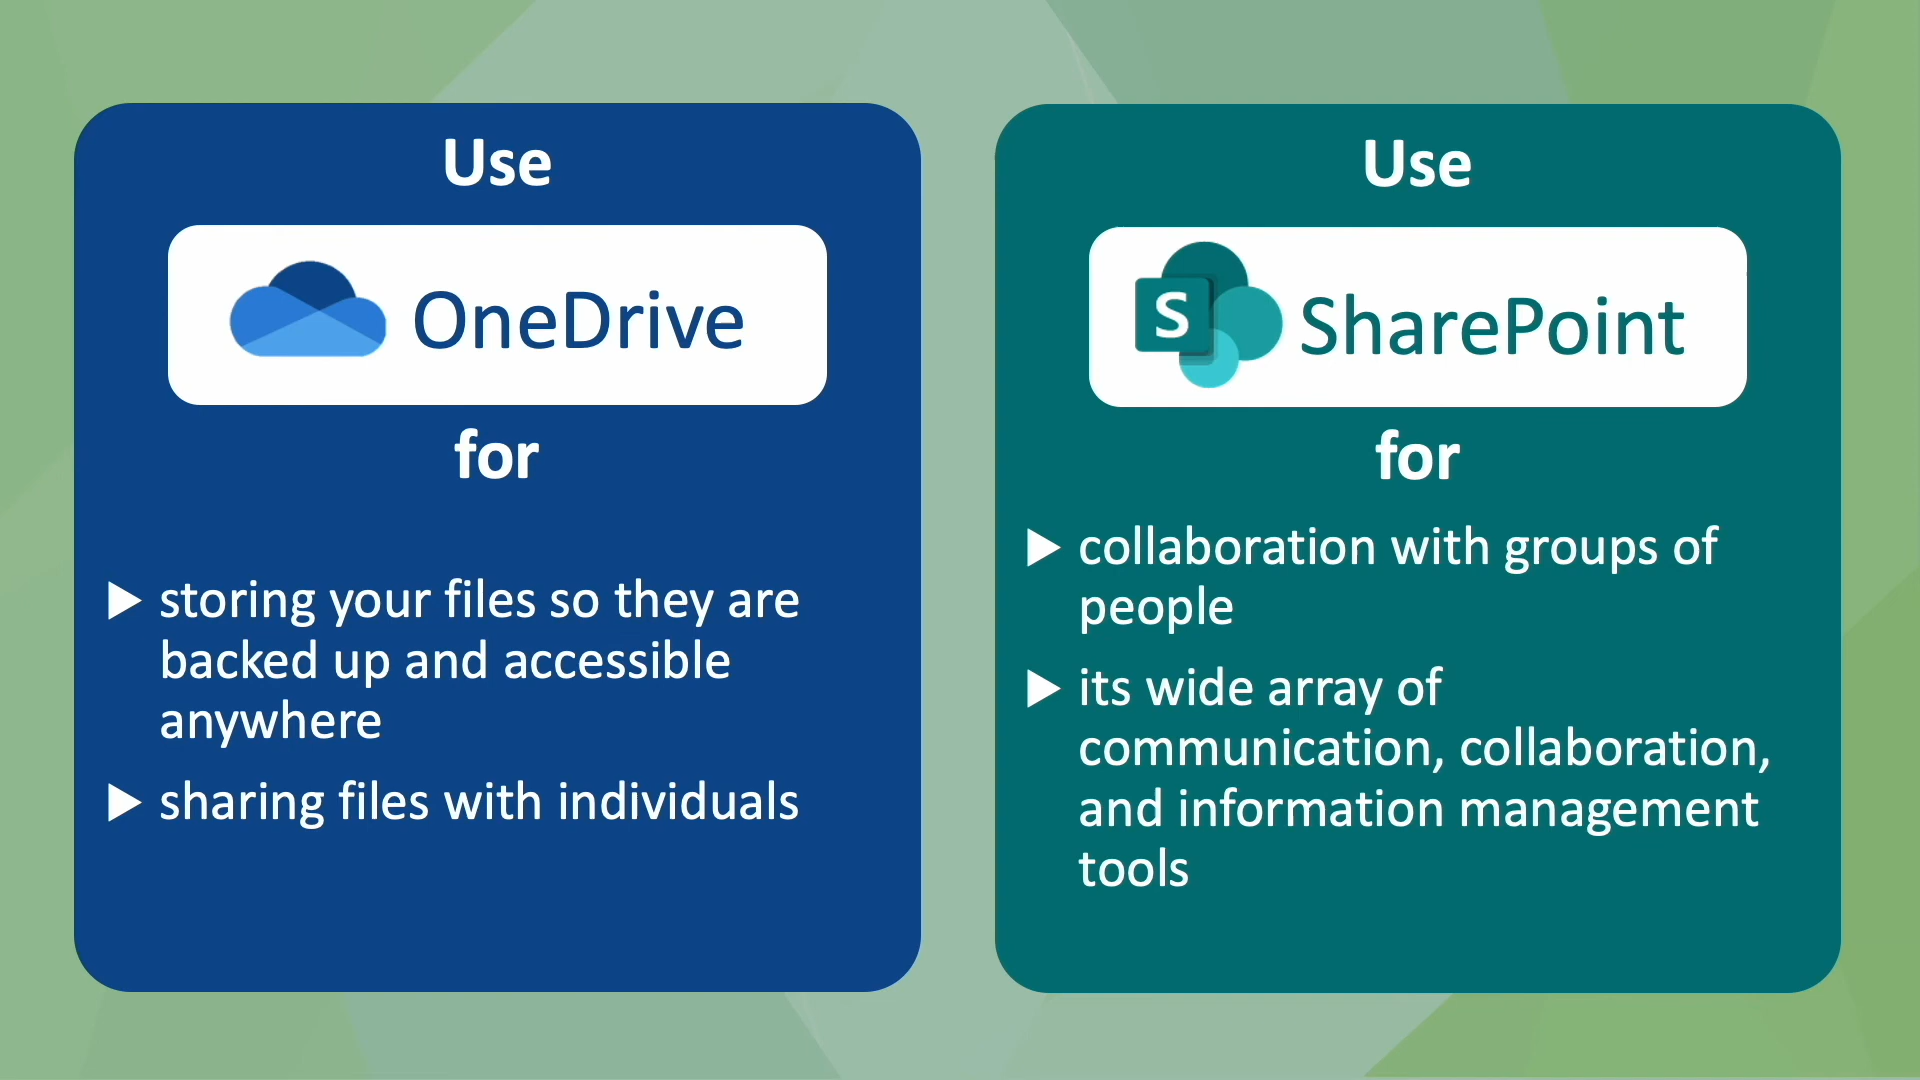 Use
OneDrive
for
▶ storing your files so they are
backed up and accessible
anywhere
▶ sharing files with individuals
Use
S SharePoint
for
▶ collaboration with groups of
people
▶ its wide array of
communication, collaboration,
and information management
tools